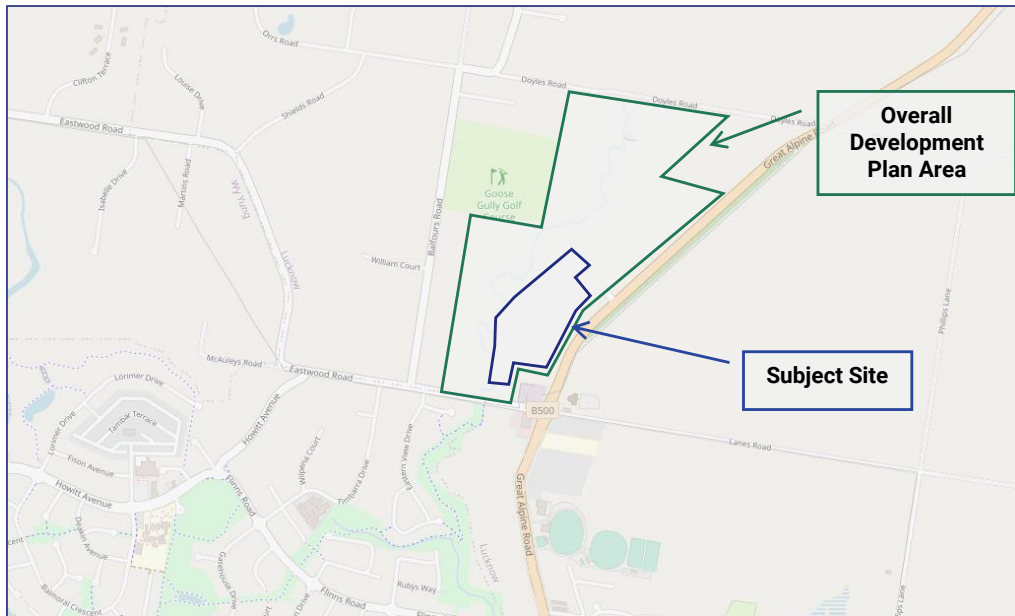 Orrs Road
Clifton Terrace
Louise Drive
Shields Road
Doyles Road
Doyles Road
Doyles Road
Great Alpine Road
Overall
Development
Plan Area
Eastwood Road
Isabelle Drive
Martins Road
Wy Yung
Lucknow
Goose
Gully Golf
Course
Balfours Road
William Court
Phillips Lane
McAuleys Road
Eastwood Road
Subject Site
Lorimer Drive
Lorimer Drive
Tambar Terrace
Howitt Avenue
B500
Lanes Road
Fison Avenue
Howitt Avenue
Wilpena Court
Timbarra Drive
Eastern View Drive
Flinns Road
Great Alpine Road
Deakin Avenue
Lucknow
Gatehouse Drive
Rubys Way
Balmoral Crescent
Flinns Road